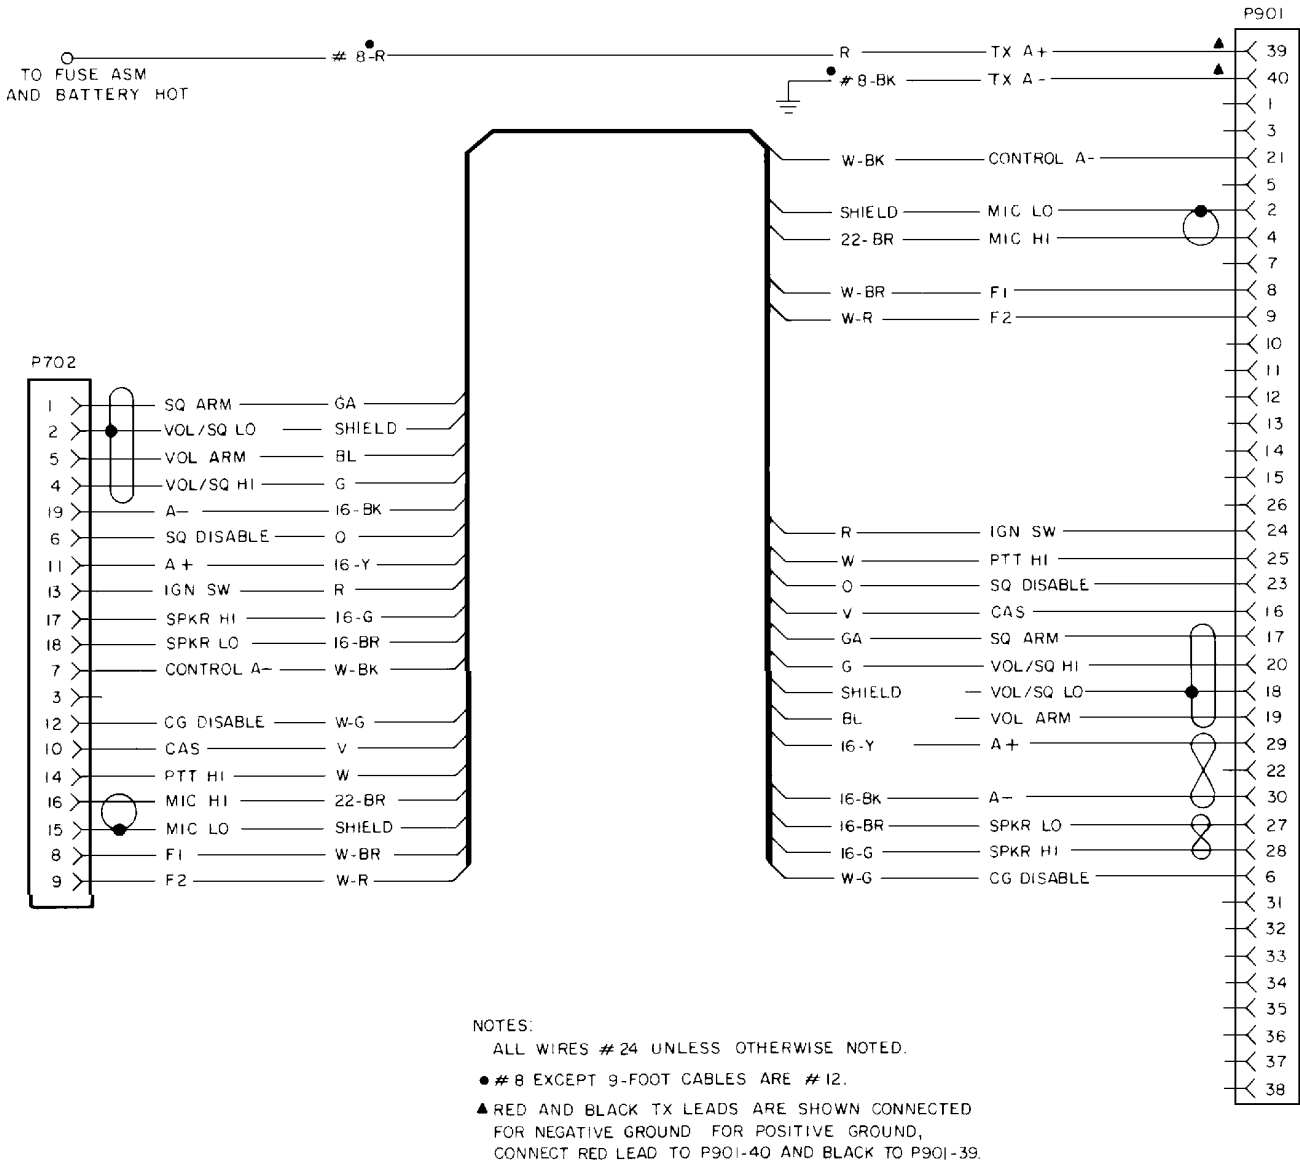 P901
# 8-R R TX A+ 39
TO FUSE ASM
AND BATTERY HOT
# 8-BK TX A- 40
1
3
W-BK CONTROL A- 21
5
SHIELD MIC LO 2
22-BR MIC HI 4
7
W-BR F1 8
W-R F2 9
10
11
12
13
14
15
26
R IGN SW 24
W PTT HI 25
O SQ DISABLE 23
V CAS 16
GA SQ ARM 17
G VOL/SQ HI 20
SHIELD VOL/SQ LO 18
BL VOL ARM 19
16-Y A+ 29
22
16-BK A- 30
16-BR SPKR LO 27
16-G SPKR HI 28
W-G CG DISABLE 6
31
32
33
34
35
36
37
38
P702
1 SQ ARM GA
2 VOL/SQ LO SHIELD
5 VOL ARM BL
4 VOL/SQ HI G
19 A- 16-BK
6 SQ DISABLE O
11 A+ 16-Y
13 IGN SW R
17 SPKR HI 16-G
18 SPKR LO 16-BR
7 CONTROL A- W-BK
3
12 CG DISABLE W-G
10 CAS V
14 PTT HI W
16 MIC HI 22-BR
15 MIC LO SHIELD
8 F1 W-BR
9 F2 W-R
NOTES:
ALL WIRES # 24 UNLESS OTHERWISE NOTED.
● # 8 EXCEPT 9-FOOT CABLES ARE # 12.
▲ RED AND BLACK TX LEADS ARE SHOWN CONNECTED
FOR NEGATIVE GROUND FOR POSITIVE GROUND,
CONNECT RED LEAD TO P901-40 AND BLACK TO P901-39.